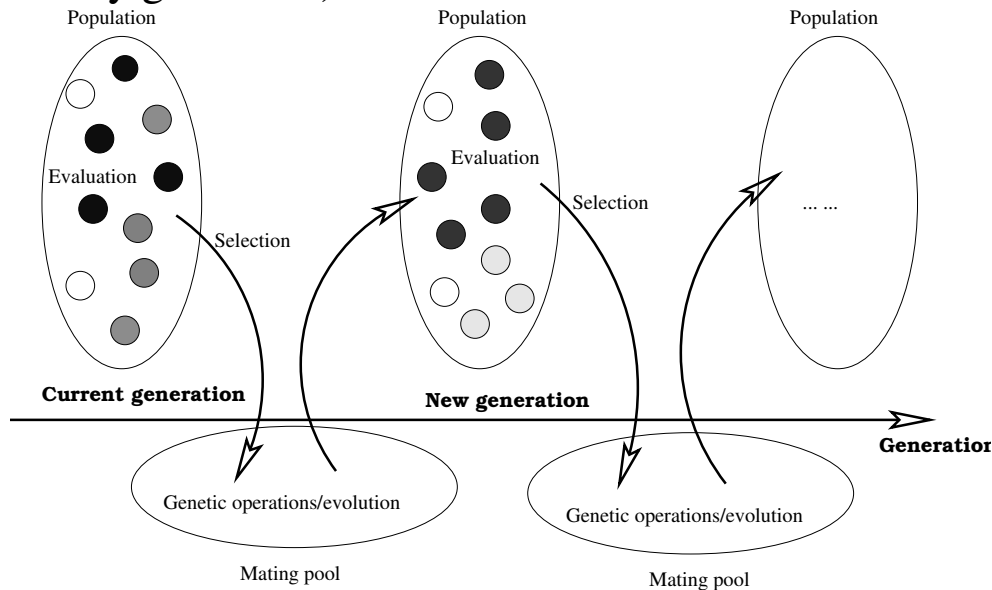 Population
Population
Population
Evaluation
Evaluation
Selection
Selection
... ...
Current generation
New generation
Generation
Genetic operations/evolution
Genetic operations/evolution
Mating pool
Mating pool